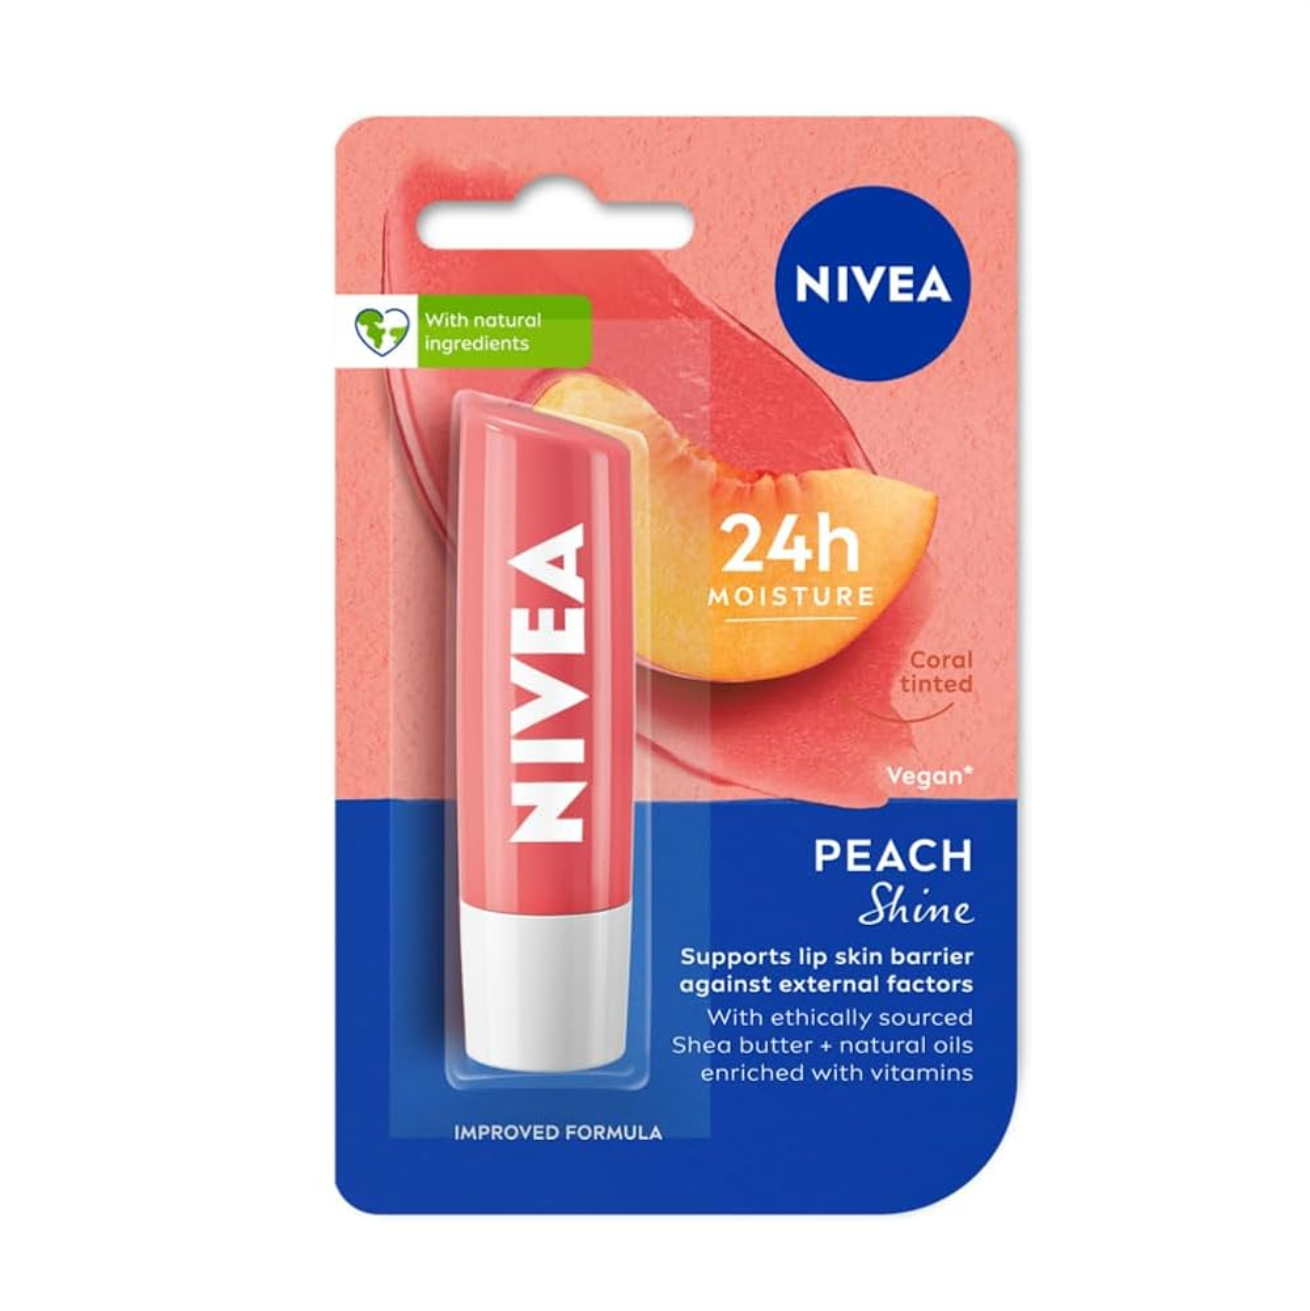 NIVEA
With natural
ingredients
NIVEA
24h
MOISTURE
Coral
tinted
Vegan*
PEACH
Shine
Supports lip skin barrier
against external factors
With ethically sourced
Shea butter + natural oils
enriched with vitamins
IMPROVED FORMULA